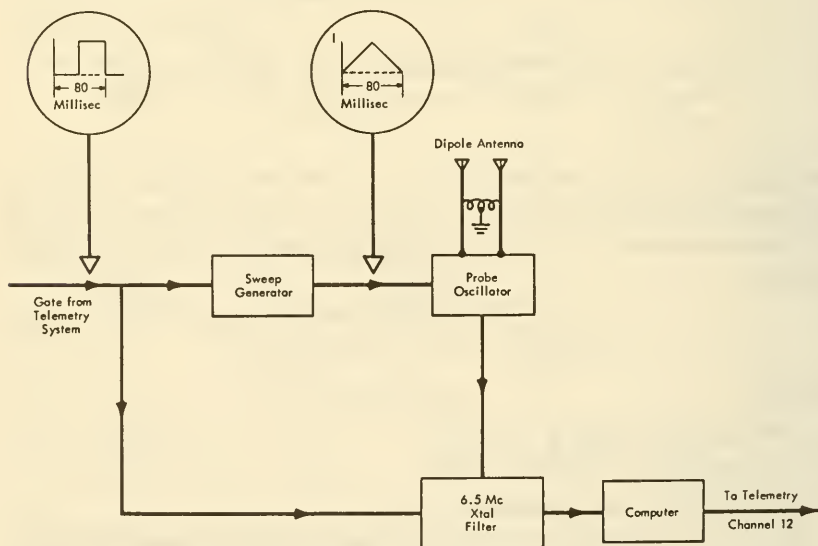 80
Millisec
I
80
Millisec
Dipole Antenna
Sweep
Generator
Probe
Oscillator
Gate from
Telemetry
System
6.5 Mc
Xtal
Filter
Computer
To Telemetry
Channel 12